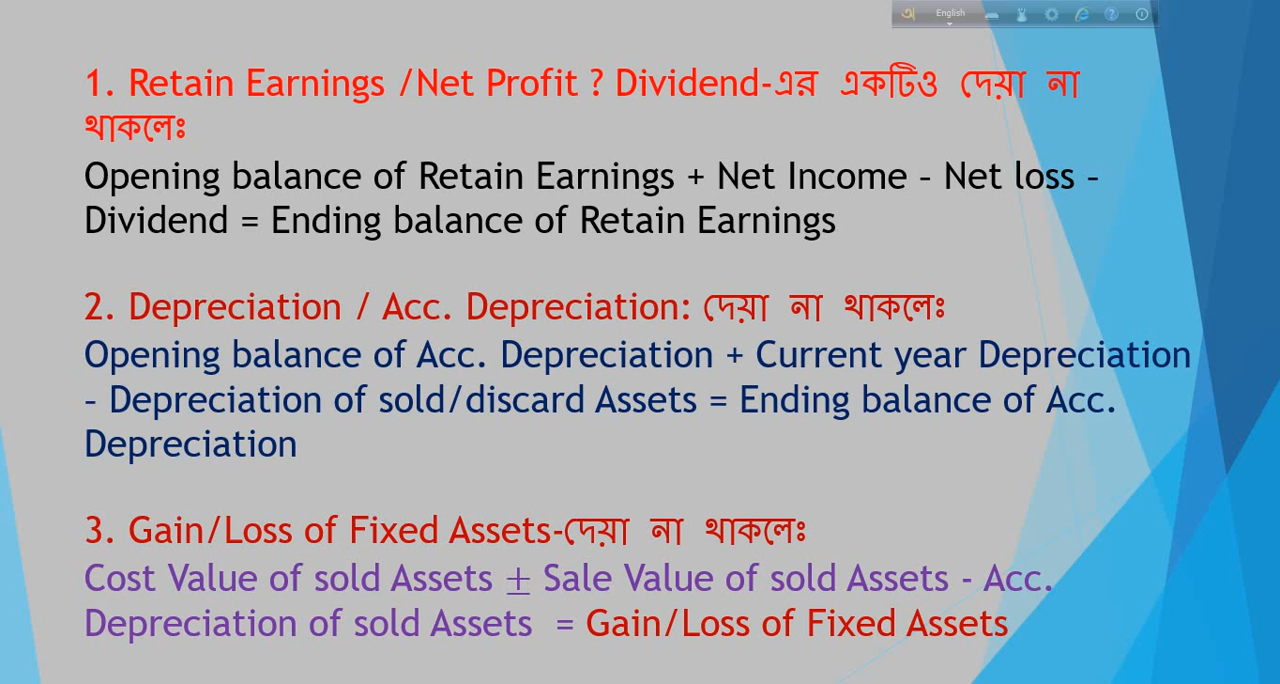 অ English
1. Retain Earnings /Net Profit ? Dividend-এর একটিও দেয়া না
থাকলেঃ
Opening balance of Retain Earnings + Net Income – Net loss –
Dividend = Ending balance of Retain Earnings
2. Depreciation / Acc. Depreciation: দেয়া না থাকলেঃ
Opening balance of Acc. Depreciation + Current year Depreciation
– Depreciation of sold/discard Assets = Ending balance of Acc.
Depreciation
3. Gain/Loss of Fixed Assets-দেয়া না থাকলেঃ
Cost Value of sold Assets ± Sale Value of sold Assets - Acc.
Depreciation of sold Assets = Gain/Loss of Fixed Assets